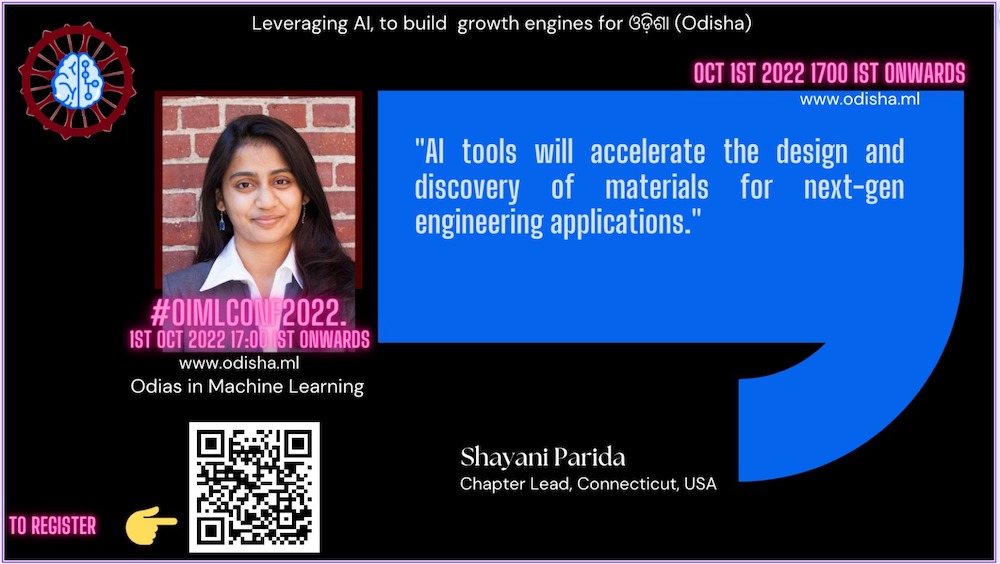 Leveraging AI, to build growth engines for ଓଡ଼ିଶା (Odisha)
OCT 1ST 2022 1700 IST ONWARDS
www.odisha.ml
"AI tools will accelerate the design and
discovery of materials for next-gen
engineering applications."
#OIMLCONF2022.
1ST OCT 2022 17:00 IST ONWARDS
www.odisha.ml
Odias in Machine Learning
Shayani Parida
Chapter Lead, Connecticut, USA
TO REGISTER